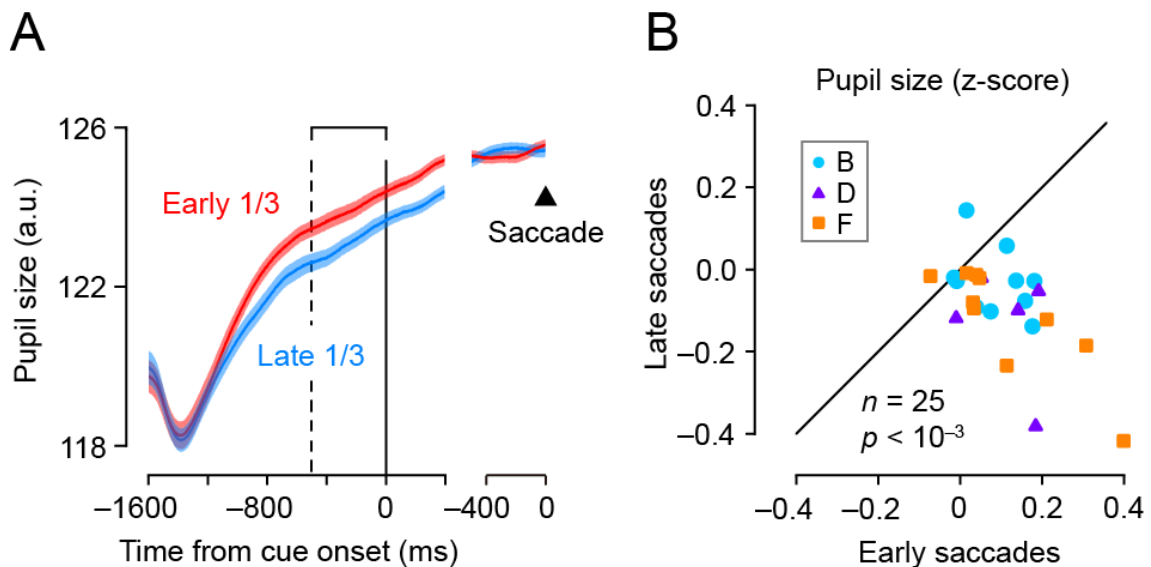 A
Pupil size (a.u.)
126
122
118
Early 1/3
Late 1/3
Saccade
−1600
−800
0
−400
0
Time from cue onset (ms)
B
Pupil size (z-score)
Late saccades
0.4
0.2
0.0
−0.2
−0.4
B
D
F
n = 25
p < 10⁻³
−0.4
−0.2
0
0.2
0.4
Early saccades